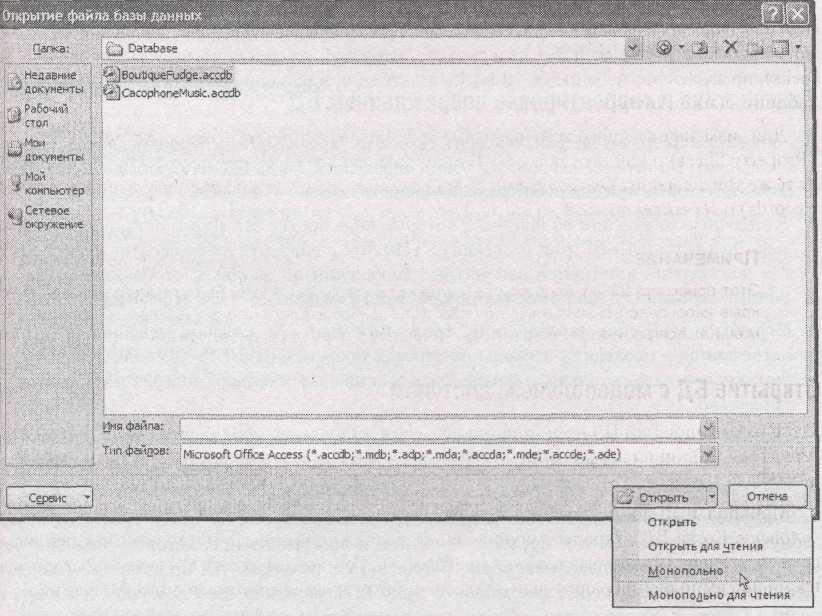 Открытие файла базы данных
Папка:
Database
Недавние документы
Рабочий стол
Мои документы
Мой компьютер
Сетевое окружение
BoutiqueFudge.accdb
CacophoneMusic.accdb
Имя файла:
Тип файлов:
Microsoft Office Access (*.accdb;*.mdb;*.adp;*.mda;*.accda;*.mde;*.accde;*.ade)
Сервис
Открыть
Отмена
Открыть
Открыть для чтения
Монопольно
Монопольно для чтения